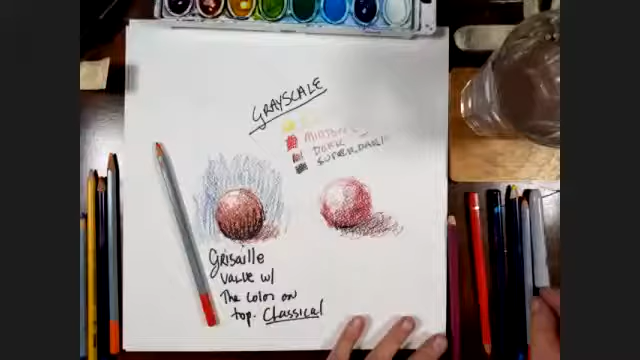 GRAYSCALE
MIDTONE
DARK
SUPER DARK
Grisaille
Value w/
The color on
top. Classical